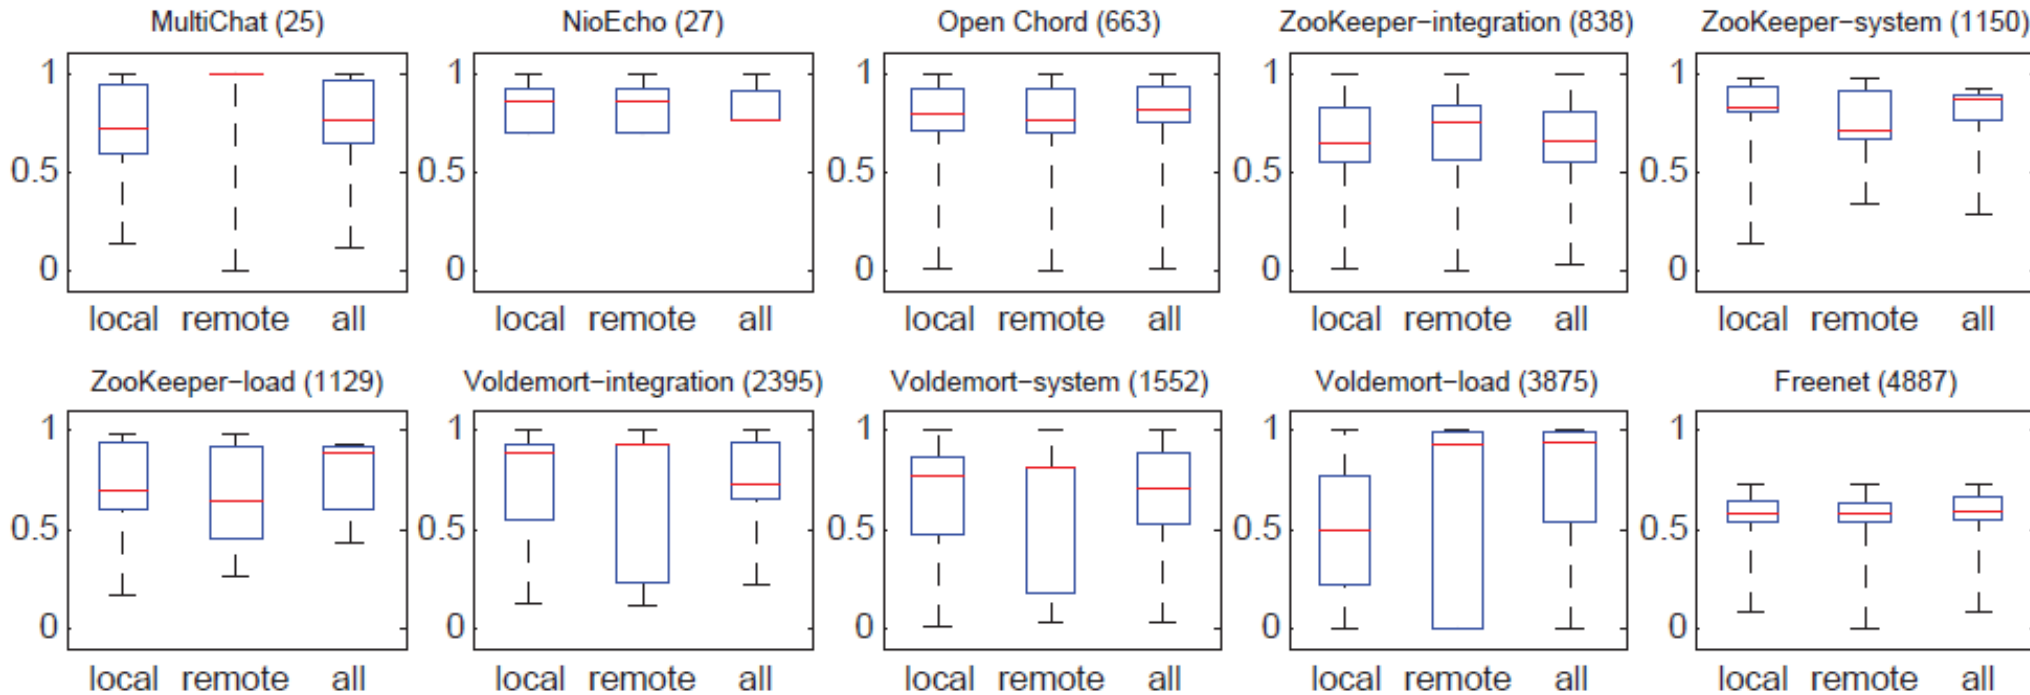 MultiChat (25) NioEcho (27) Open Chord (663) ZooKeeper−integration (838) ZooKeeper−system (1150)
1 1 1 1 1
0.5 0.5 0.5 0.5 0.5
0 0 0 0 0
local remote all local remote all local remote all local remote all local remote all
ZooKeeper−load (1129) Voldemort−integration (2395) Voldemort−system (1552) Voldemort−load (3875) Freenet (4887)
1 1 1 1 1
0.5 0.5 0.5 0.5 0.5
0 0 0 0 0
local remote all local remote all local remote all local remote all local remote all